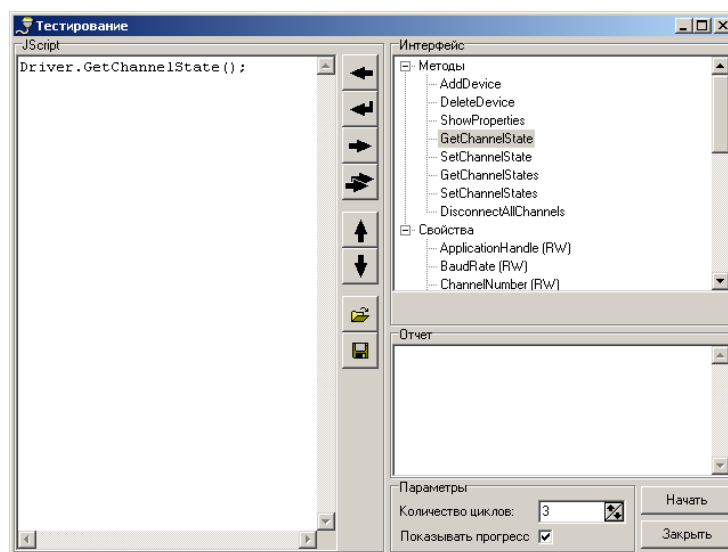 Тестирование
JScript
Driver.GetChannelState();
Интерфейс
Методы
AddDevice
DeleteDevice
ShowProperties
GetChannelState
SetChannelState
GetChannelStates
SetChannelStates
DisconnectAllChannels
Свойства
ApplicationHandle (RW)
BaudRate (RW)
ChannelNumber (RW)
Отчет
Параметры
Количество циклов: 3
Показывать прогресс
Начать
Закрыть